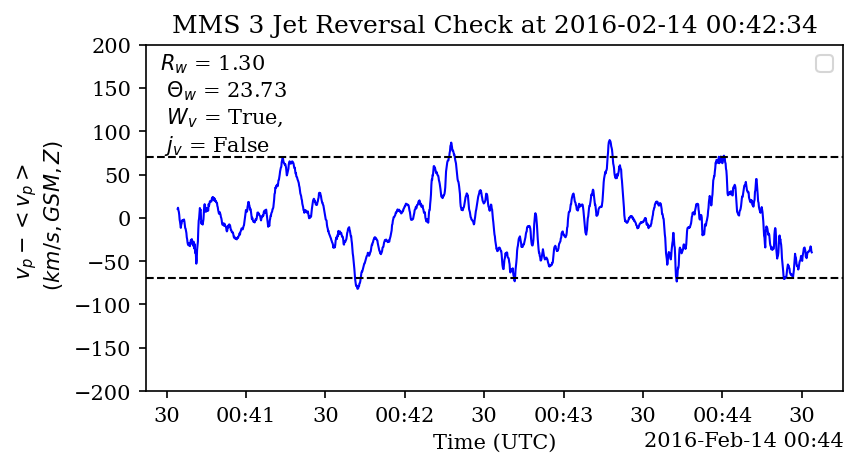 MMS 3 Jet Reversal Check at 2016-02-14 00:42:34
R_w = 1.30
Θ_w = 23.73
W_v = True,
j_v = False
200
150
100
50
0
−50
−100
−150
−200
v_p − < v_p >
(km/s, GSM, Z)
30 00:41 30 00:42 30 00:43 30 00:44 30
Time (UTC) 2016-Feb-14 00:44